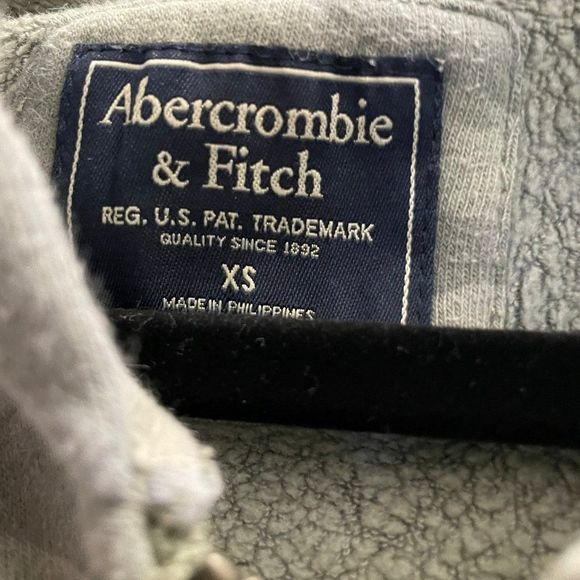 Abercrombie
& Fitch
REG. U.S. PAT. TRADEMARK
QUALITY SINCE 1892
XS
MADE IN PHILIPPINES